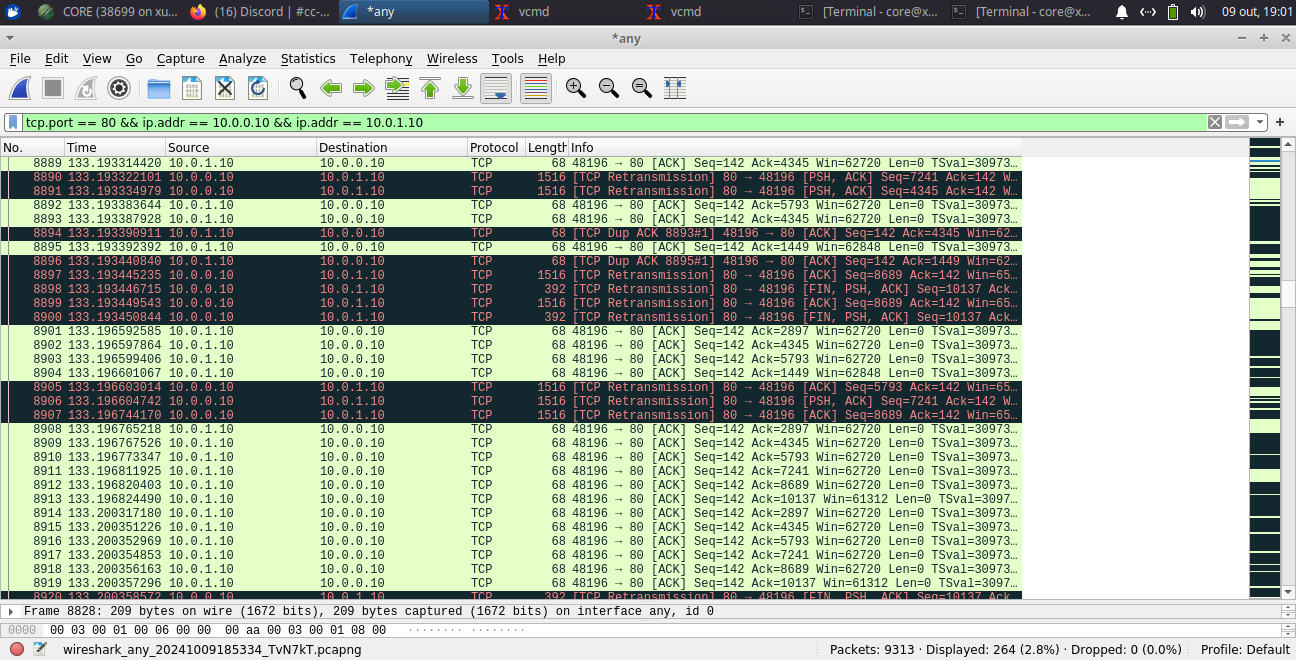 CORE (38699 on xu... (16) Discord | #cc-... *any vcmd vcmd [Terminal - core@x... [Terminal - core@x... 09 out, 19:01
*any
File Edit View Go Capture Analyze Statistics Telephony Wireless Tools Help
tcp.port == 80 && ip.addr == 10.0.0.10 && ip.addr == 10.0.1.10
No. Time Source Destination Protocol Length Info
8889 133.193314420 10.0.1.10 10.0.0.10 TCP 68 48196 → 80 [ACK] Seq=142 Ack=4345 Win=62720 Len=0 TSval=30973…
8890 133.193322101 10.0.0.10 10.0.1.10 TCP 1516 [TCP Retransmission] 80 → 48196 [PSH, ACK] Seq=7241 Ack=142 W…
8891 133.193334979 10.0.0.10 10.0.1.10 TCP 1516 [TCP Retransmission] 80 → 48196 [PSH, ACK] Seq=4345 Ack=142 W…
8892 133.193383644 10.0.1.10 10.0.0.10 TCP 68 48196 → 80 [ACK] Seq=142 Ack=5793 Win=62720 Len=0 TSval=30973…
8893 133.193387928 10.0.1.10 10.0.0.10 TCP 68 48196 → 80 [ACK] Seq=142 Ack=4345 Win=62720 Len=0 TSval=30973…
8894 133.193390911 10.0.1.10 10.0.0.10 TCP 68 [TCP Dup ACK 8893#1] 48196 → 80 [ACK] Seq=142 Ack=4345 Win=62…
8895 133.193392392 10.0.1.10 10.0.0.10 TCP 68 48196 → 80 [ACK] Seq=142 Ack=1449 Win=62848 Len=0 TSval=30973…
8896 133.193440840 10.0.1.10 10.0.0.10 TCP 68 [TCP Dup ACK 8895#1] 48196 → 80 [ACK] Seq=142 Ack=1449 Win=62…
8897 133.193445235 10.0.0.10 10.0.1.10 TCP 1516 [TCP Retransmission] 80 → 48196 [ACK] Seq=8689 Ack=142 Win=65…
8898 133.193446715 10.0.0.10 10.0.1.10 TCP 392 [TCP Retransmission] 80 → 48196 [FIN, PSH, ACK] Seq=10137 Ack…
8899 133.193449543 10.0.0.10 10.0.1.10 TCP 1516 [TCP Retransmission] 80 → 48196 [ACK] Seq=8689 Ack=142 Win=65…
8900 133.193450844 10.0.0.10 10.0.1.10 TCP 392 [TCP Retransmission] 80 → 48196 [FIN, PSH, ACK] Seq=10137 Ack…
8901 133.196592585 10.0.1.10 10.0.0.10 TCP 68 48196 → 80 [ACK] Seq=142 Ack=2897 Win=62720 Len=0 TSval=30973…
8902 133.196597864 10.0.1.10 10.0.0.10 TCP 68 48196 → 80 [ACK] Seq=142 Ack=4345 Win=62720 Len=0 TSval=30973…
8903 133.196599406 10.0.1.10 10.0.0.10 TCP 68 48196 → 80 [ACK] Seq=142 Ack=5793 Win=62720 Len=0 TSval=30973…
8904 133.196601067 10.0.1.10 10.0.0.10 TCP 68 48196 → 80 [ACK] Seq=142 Ack=1449 Win=62848 Len=0 TSval=30973…
8905 133.196603014 10.0.0.10 10.0.1.10 TCP 1516 [TCP Retransmission] 80 → 48196 [ACK] Seq=5793 Ack=142 Win=65…
8906 133.196604742 10.0.0.10 10.0.1.10 TCP 1516 [TCP Retransmission] 80 → 48196 [PSH, ACK] Seq=7241 Ack=142 W…
8907 133.196744170 10.0.0.10 10.0.1.10 TCP 1516 [TCP Retransmission] 80 → 48196 [ACK] Seq=8689 Ack=142 Win=65…
8908 133.196765218 10.0.1.10 10.0.0.10 TCP 68 48196 → 80 [ACK] Seq=142 Ack=2897 Win=62720 Len=0 TSval=30973…
8909 133.196767526 10.0.1.10 10.0.0.10 TCP 68 48196 → 80 [ACK] Seq=142 Ack=4345 Win=62720 Len=0 TSval=30973…
8910 133.196773347 10.0.1.10 10.0.0.10 TCP 68 48196 → 80 [ACK] Seq=142 Ack=5793 Win=62720 Len=0 TSval=30973…
8911 133.196811925 10.0.1.10 10.0.0.10 TCP 68 48196 → 80 [ACK] Seq=142 Ack=7241 Win=62720 Len=0 TSval=30973…
8912 133.196820403 10.0.1.10 10.0.0.10 TCP 68 48196 → 80 [ACK] Seq=142 Ack=8689 Win=62720 Len=0 TSval=30973…
8913 133.196824490 10.0.1.10 10.0.0.10 TCP 68 48196 → 80 [ACK] Seq=142 Ack=10137 Win=61312 Len=0 TSval=3097…
8914 133.200317180 10.0.1.10 10.0.0.10 TCP 68 48196 → 80 [ACK] Seq=142 Ack=2897 Win=62720 Len=0 TSval=30973…
8915 133.200351226 10.0.1.10 10.0.0.10 TCP 68 48196 → 80 [ACK] Seq=142 Ack=4345 Win=62720 Len=0 TSval=30973…
8916 133.200352969 10.0.1.10 10.0.0.10 TCP 68 48196 → 80 [ACK] Seq=142 Ack=5793 Win=62720 Len=0 TSval=30973…
8917 133.200354853 10.0.1.10 10.0.0.10 TCP 68 48196 → 80 [ACK] Seq=142 Ack=7241 Win=62720 Len=0 TSval=30973…
8918 133.200356163 10.0.1.10 10.0.0.10 TCP 68 48196 → 80 [ACK] Seq=142 Ack=8689 Win=62720 Len=0 TSval=30973…
8919 133.200357296 10.0.1.10 10.0.0.10 TCP 68 48196 → 80 [ACK] Seq=142 Ack=10137 Win=61312 Len=0 TSval=3097…
8920 133.200358572 10.0.0.10 10.0.1.10 TCP 392 [TCP Retransmission] 80 → 48196 [FIN, PSH, ACK] Seq=10137 Ack…
Frame 8828: 209 bytes on wire (1672 bits), 209 bytes captured (1672 bits) on interface any, id 0
0000 00 03 00 01 00 06 00 00 00 aa 00 03 00 01 08 00 ········ ········
wireshark_any_20241009185334_TvN7kT.pcapng Packets: 9313 · Displayed: 264 (2.8%) · Dropped: 0 (0.0%) Profile: Default